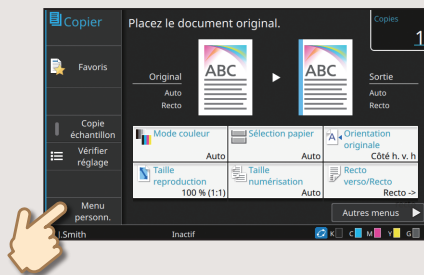 Copier
Placez le document original.
Copies
1
Favoris
Original
ABC
ABC
Sortie
Auto
Recto
Auto
Recto
Copie
échantillon
Vérifier
réglage
Menu
personn.
Mode couleur
Auto
Sélection papier
Auto
Orientation
originale
Côté h. v. h
Taille
reproduction
100 % (1:1)
Taille
numérisation
Auto
Recto
verso/Recto
Recto ->
Autres menus
.Smith
Inactif
K
C
M
Y
G